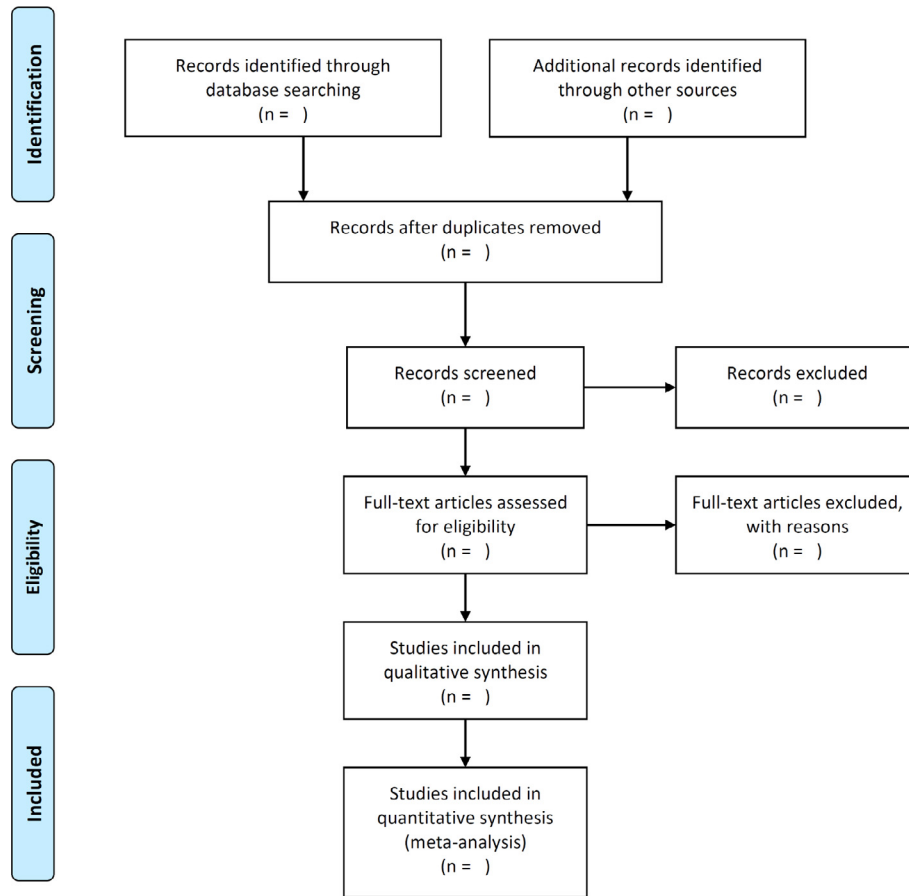 Identification
Records identified through
database searching
(n =   )
Additional records identified
through other sources
(n =   )
Records after duplicates removed
(n =   )
Screening
Records screened
(n =   )
Records excluded
(n =   )
Eligibility
Full-text articles assessed
for eligibility
(n =   )
Full-text articles excluded,
with reasons
(n =   )
Studies included in
qualitative synthesis
(n =   )
Included
Studies included in
quantitative synthesis
(meta-analysis)
(n =   )